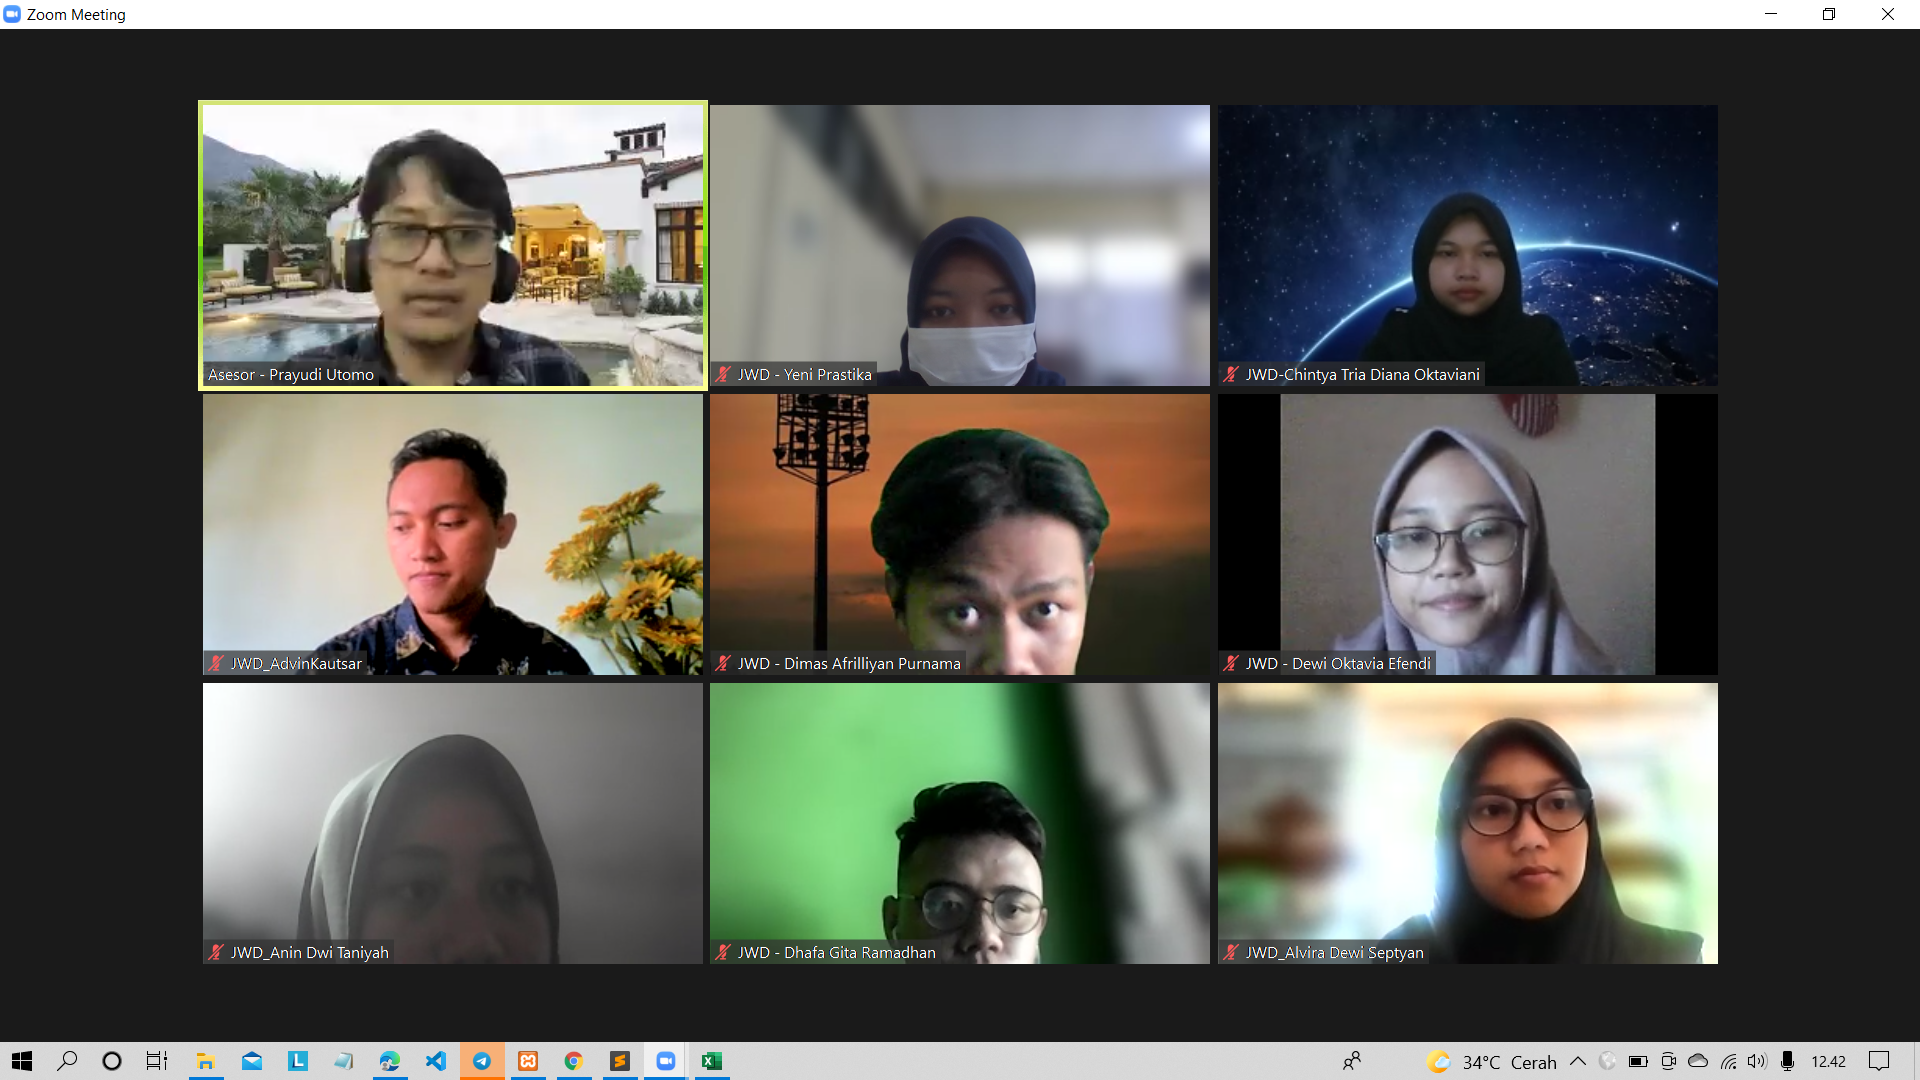 Zoom Meeting
Asesor - Prayudi Utomo
JWD - Yeni Prastika
JWD-Chintya Tria Diana Oktaviani
JWD_AdvinKautsar
JWD - Dimas Afrilliyan Purnama
JWD - Dewi Oktavia Efendi
JWD_Anin Dwi Taniyah
JWD - Dhafa Gita Ramadhan
JWD_Alvira Dewi Septyan
34°C Cerah
12.42